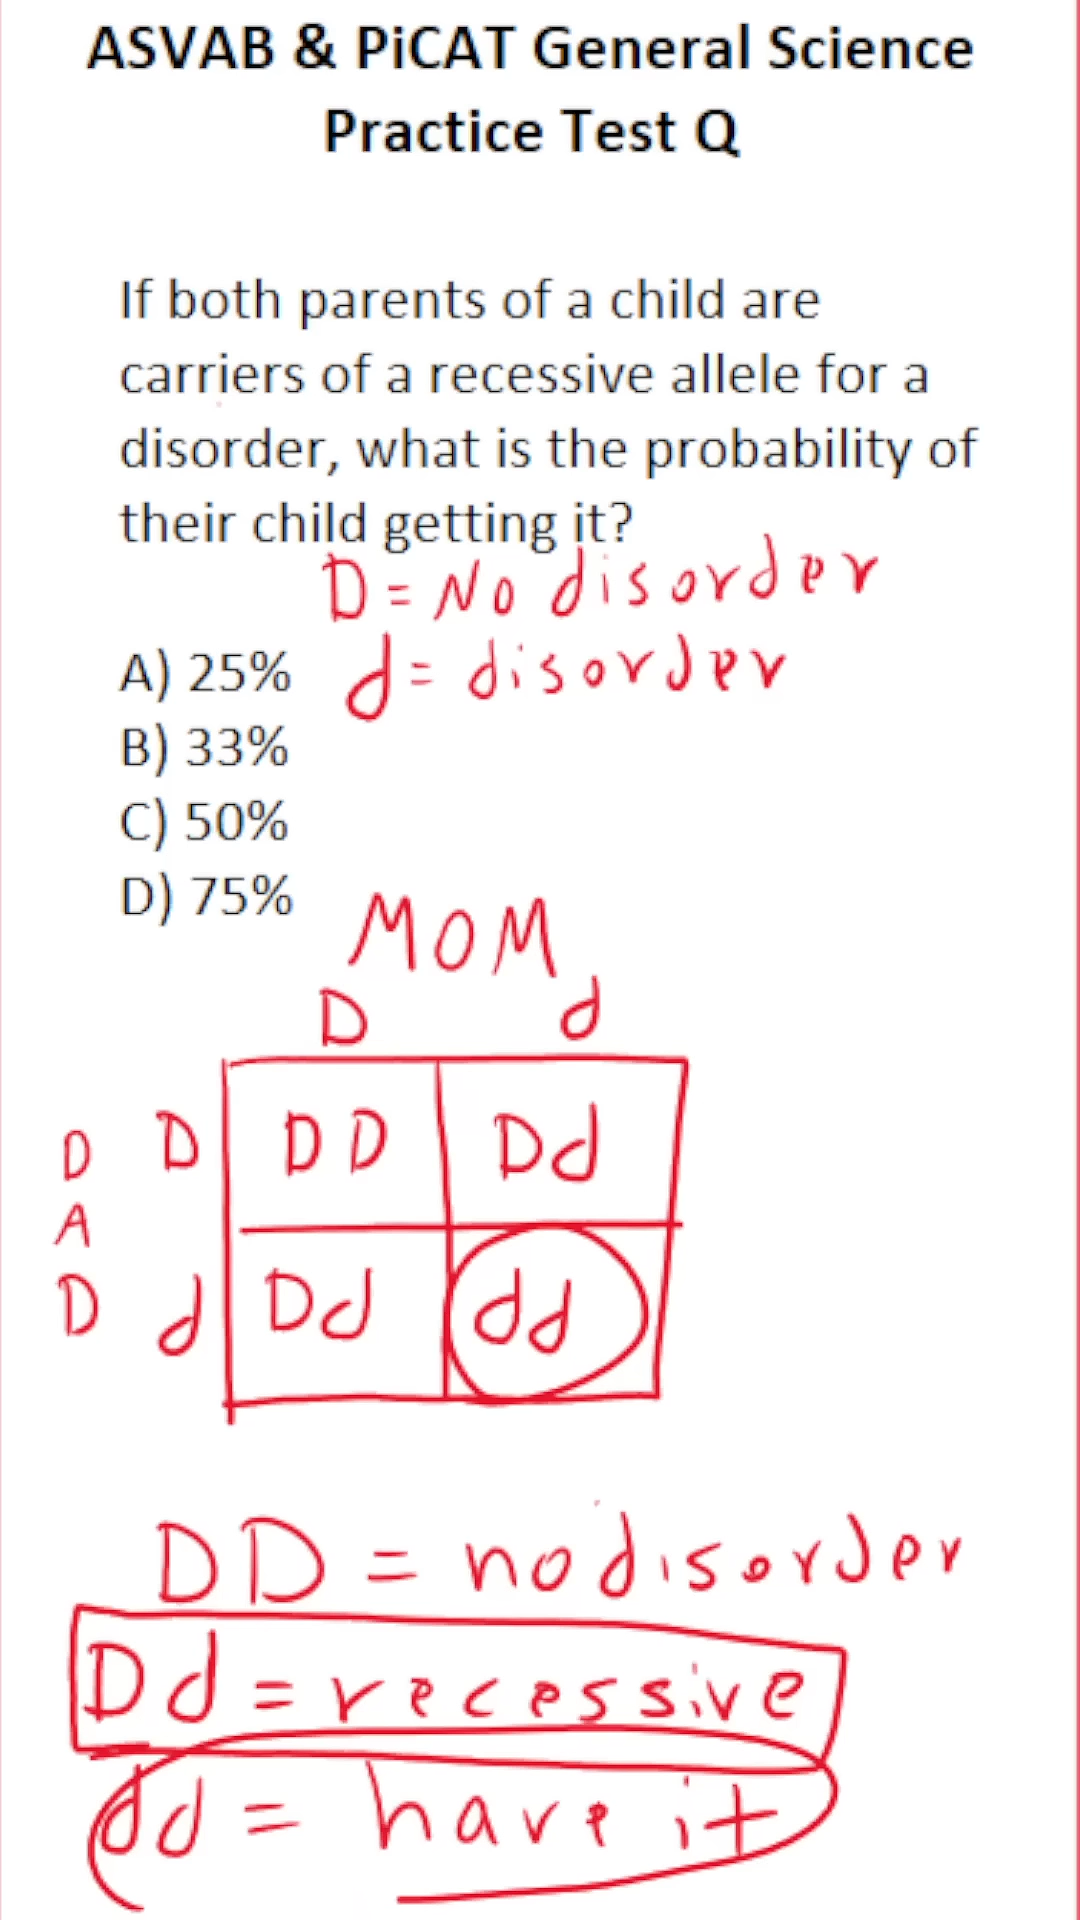 ASVAB & PiCAT General Science
Practice Test Q
If both parents of a child are
carriers of a recessive allele for a
disorder, what is the probability of
their child getting it?
D = No disorder
A) 25% d = disorder
B) 33%
C) 50%
D) 75%
MOM
D d
D D DD Dd
A
D d Dd dd
DD = no disorder
Dd = recessive
dd = have it